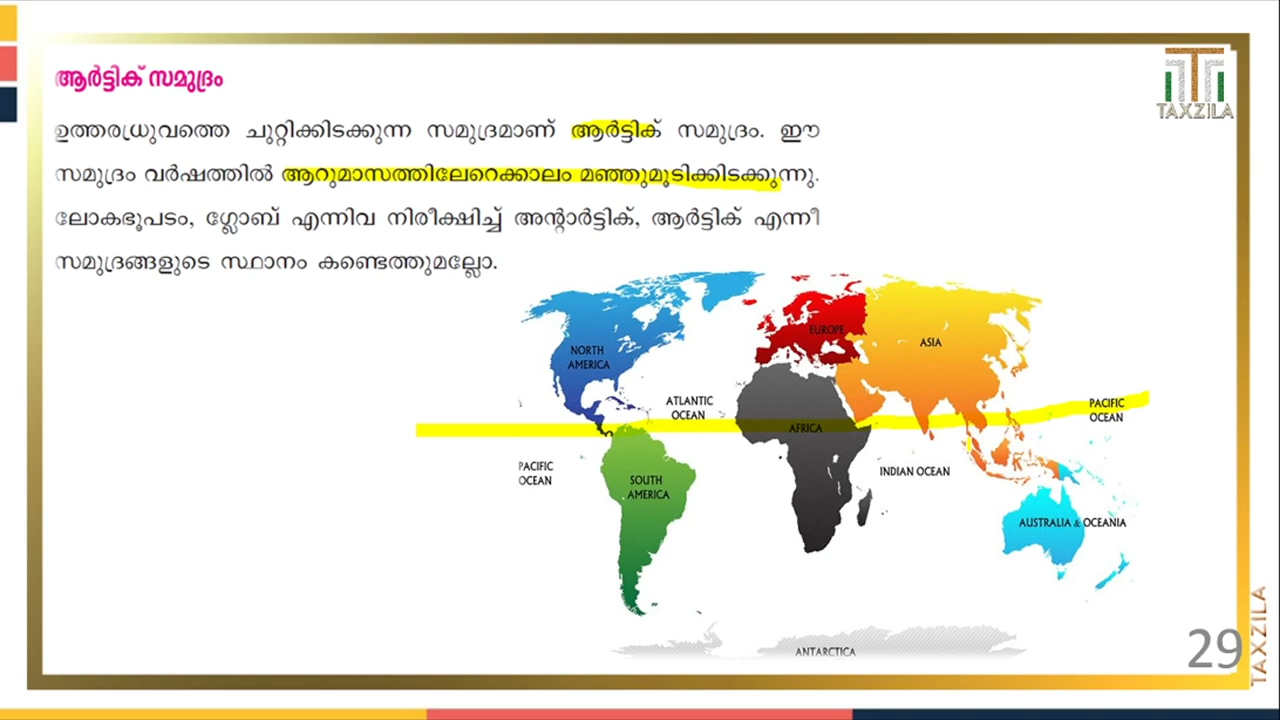 ആർട്ടിക് സമുദ്രം
TAXZILA
ഉത്തരധ്രുവത്തെ ചുറ്റിക്കിടക്കുന്ന സമുദ്രമാണ് ആർട്ടിക് സമുദ്രം. ഈ
സമുദ്രം വർഷത്തിൽ ആറുമാസത്തിലേറെക്കാലം മഞ്ഞുമൂടിക്കിടക്കുന്നു.
ലോകഭൂപടം, ഗ്ലോബ് എന്നിവ നിരീക്ഷിച്ച് അന്റാർട്ടിക്, ആർട്ടിക് എന്നീ
സമുദ്രങ്ങളുടെ സ്ഥാനം കണ്ടെത്തുമല്ലോ.
EUROPE
ASIA
NORTH
AMERICA
ATLANTIC
OCEAN
PACIFIC
OCEAN
AFRICA
PACIFIC
OCEAN
INDIAN OCEAN
SOUTH
AMERICA
AUSTRALIA & OCEANIA
ANTARCTICA
29
TAXZILA